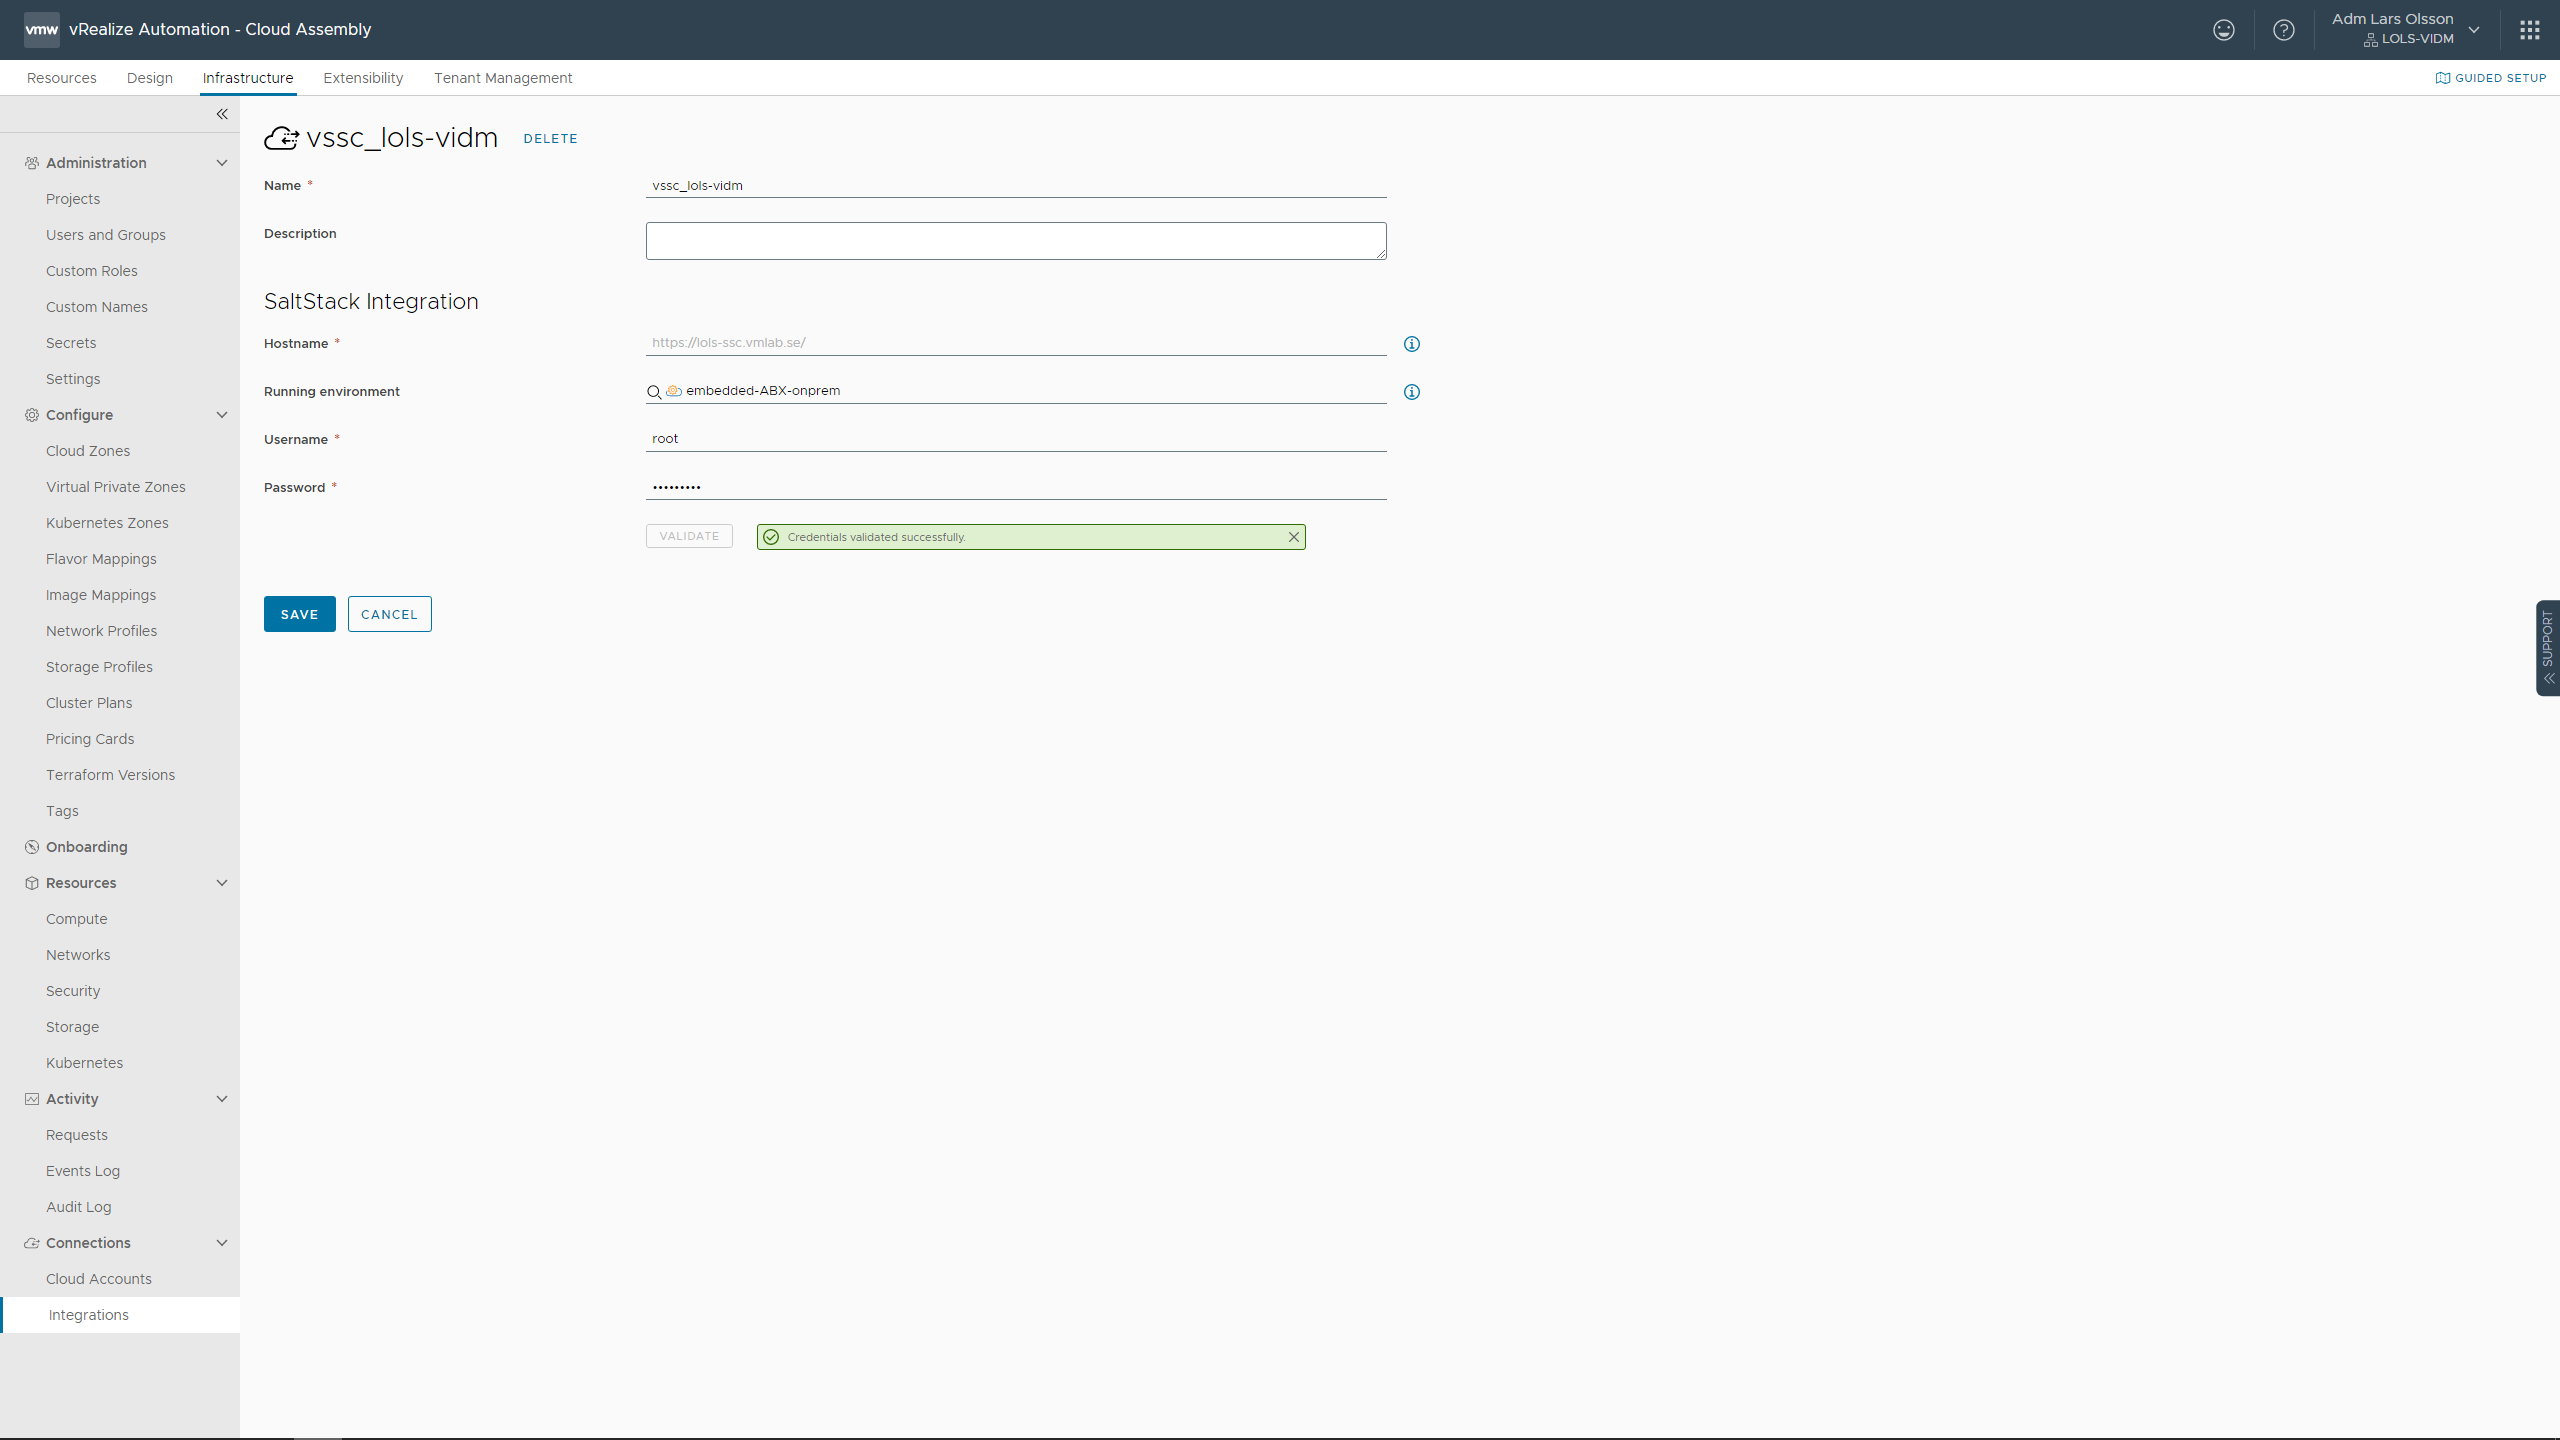 vmw vRealize Automation - Cloud Assembly
Adm Lars Olsson
LOLS-VIDM
Resources Design Infrastructure Extensibility Tenant Management
GUIDED SETUP
Administration
Projects
Users and Groups
Custom Roles
Custom Names
Secrets
Settings
Configure
Cloud Zones
Virtual Private Zones
Kubernetes Zones
Flavor Mappings
Image Mappings
Network Profiles
Storage Profiles
Cluster Plans
Pricing Cards
Terraform Versions
Tags
Onboarding
Resources
Compute
Networks
Security
Storage
Kubernetes
Activity
Requests
Events Log
Audit Log
Connections
Cloud Accounts
Integrations
vssc_lols-vidm DELETE
Name * vssc_lols-vidm
Description
SaltStack Integration
Hostname * https://lols-ssc.vmlab.se/
Running environment embedded-ABX-onprem
Username * root
Password * •••••••••
VALIDATE Credentials validated successfully.
SAVE CANCEL
SUPPORT